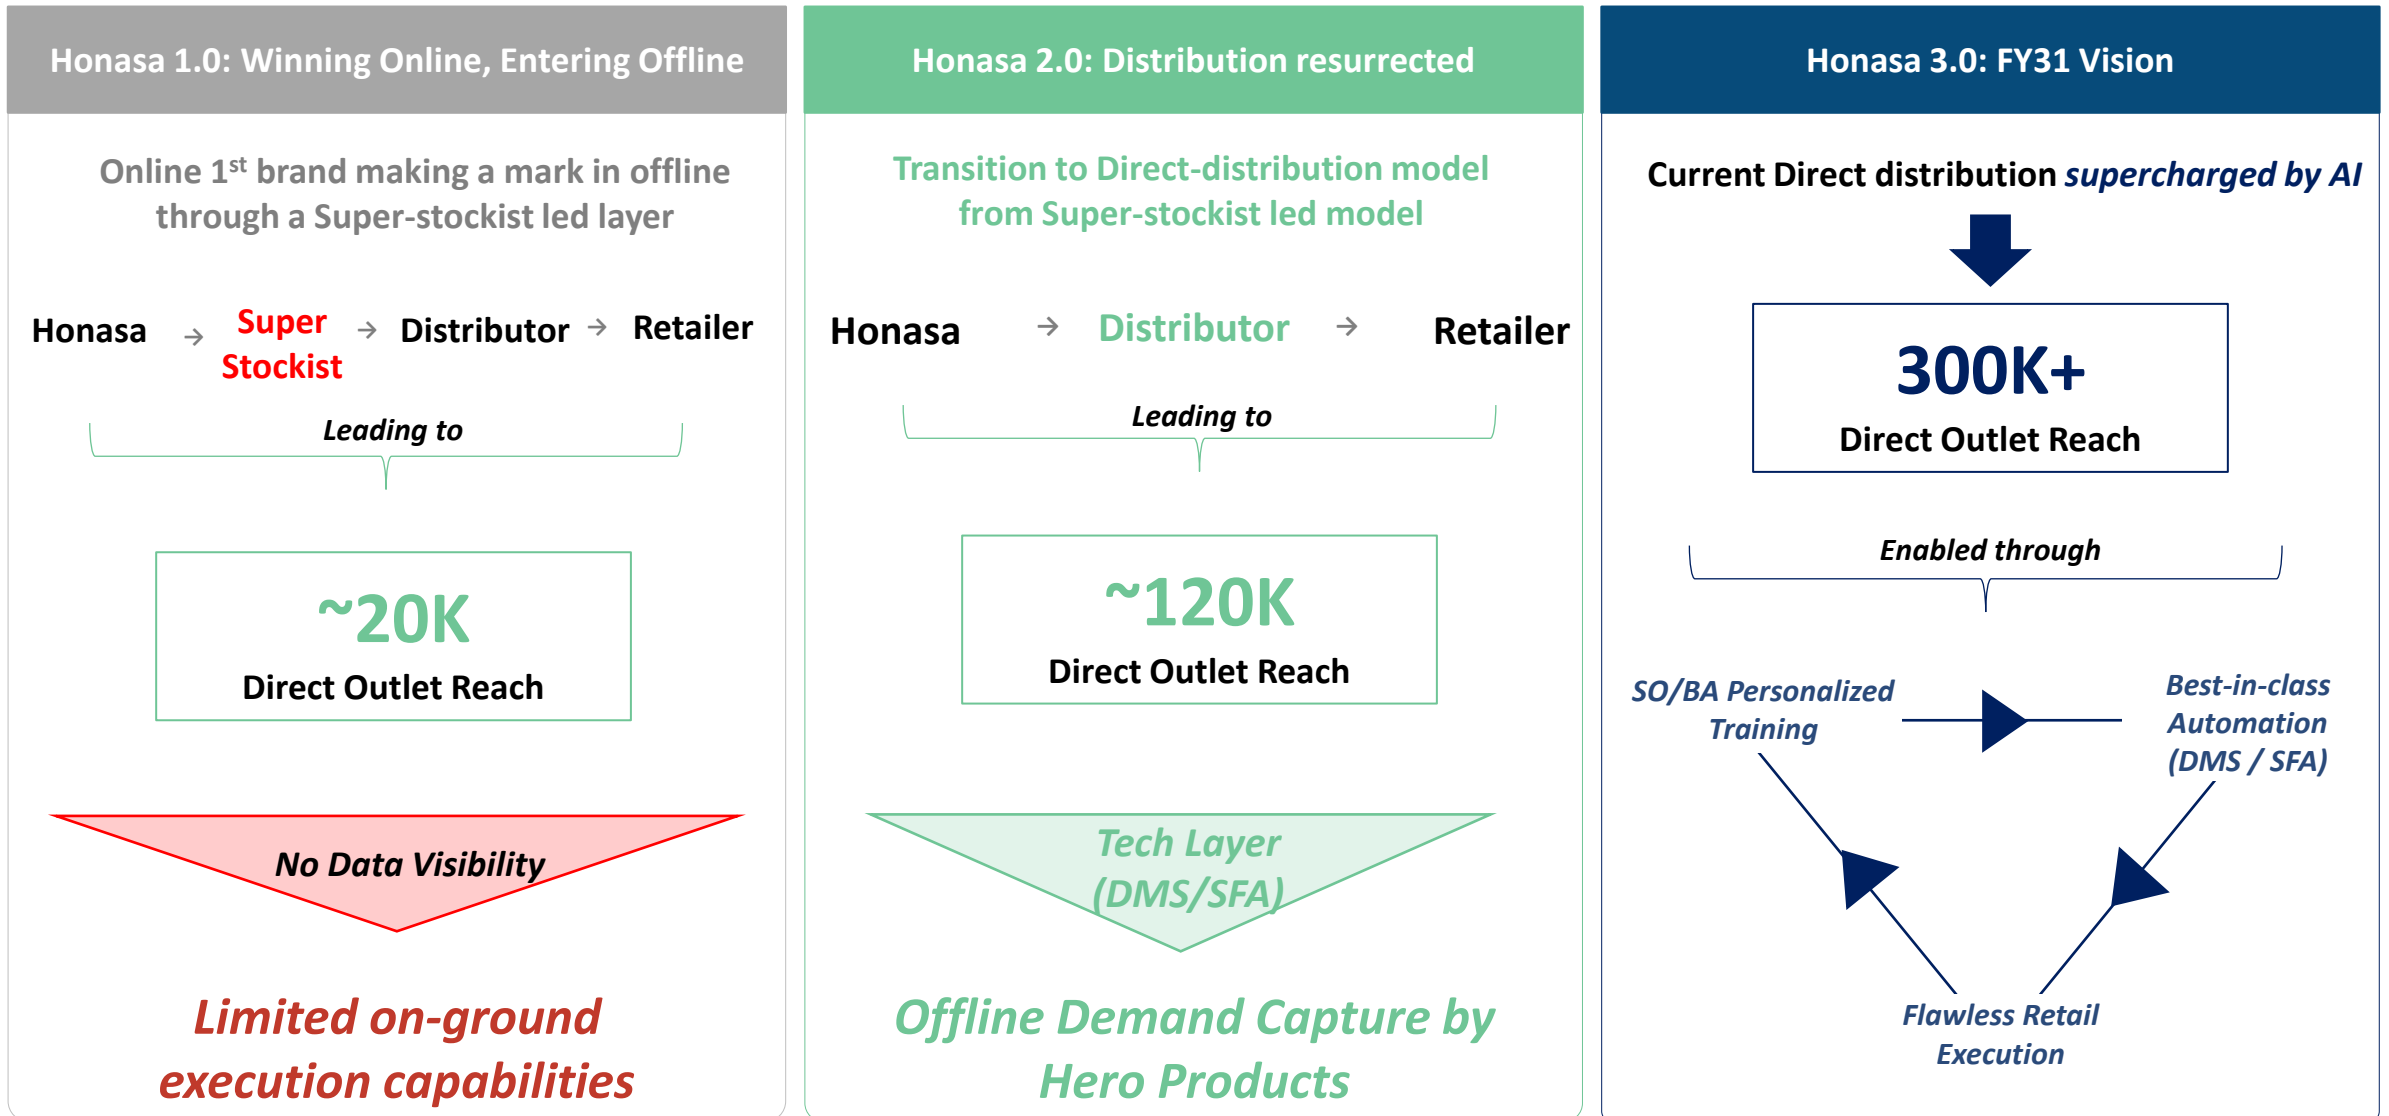 Honasa 1.0: Winning Online, Entering Offline
Online 1st brand making a mark in offline
through a Super-stockist led layer
Honasa → Super Stockist → Distributor → Retailer
Leading to
~20K
Direct Outlet Reach
No Data Visibility
Limited on-ground
execution capabilities
Honasa 2.0: Distribution resurrected
Transition to Direct-distribution model
from Super-stockist led model
Honasa → Distributor → Retailer
Leading to
~120K
Direct Outlet Reach
Tech Layer
(DMS/SFA)
Offline Demand Capture by
Hero Products
Honasa 3.0: FY31 Vision
Current Direct distribution supercharged by AI
300K+
Direct Outlet Reach
Enabled through
SO/BA Personalized
Training
Best-in-class
Automation
(DMS / SFA)
Flawless Retail
Execution